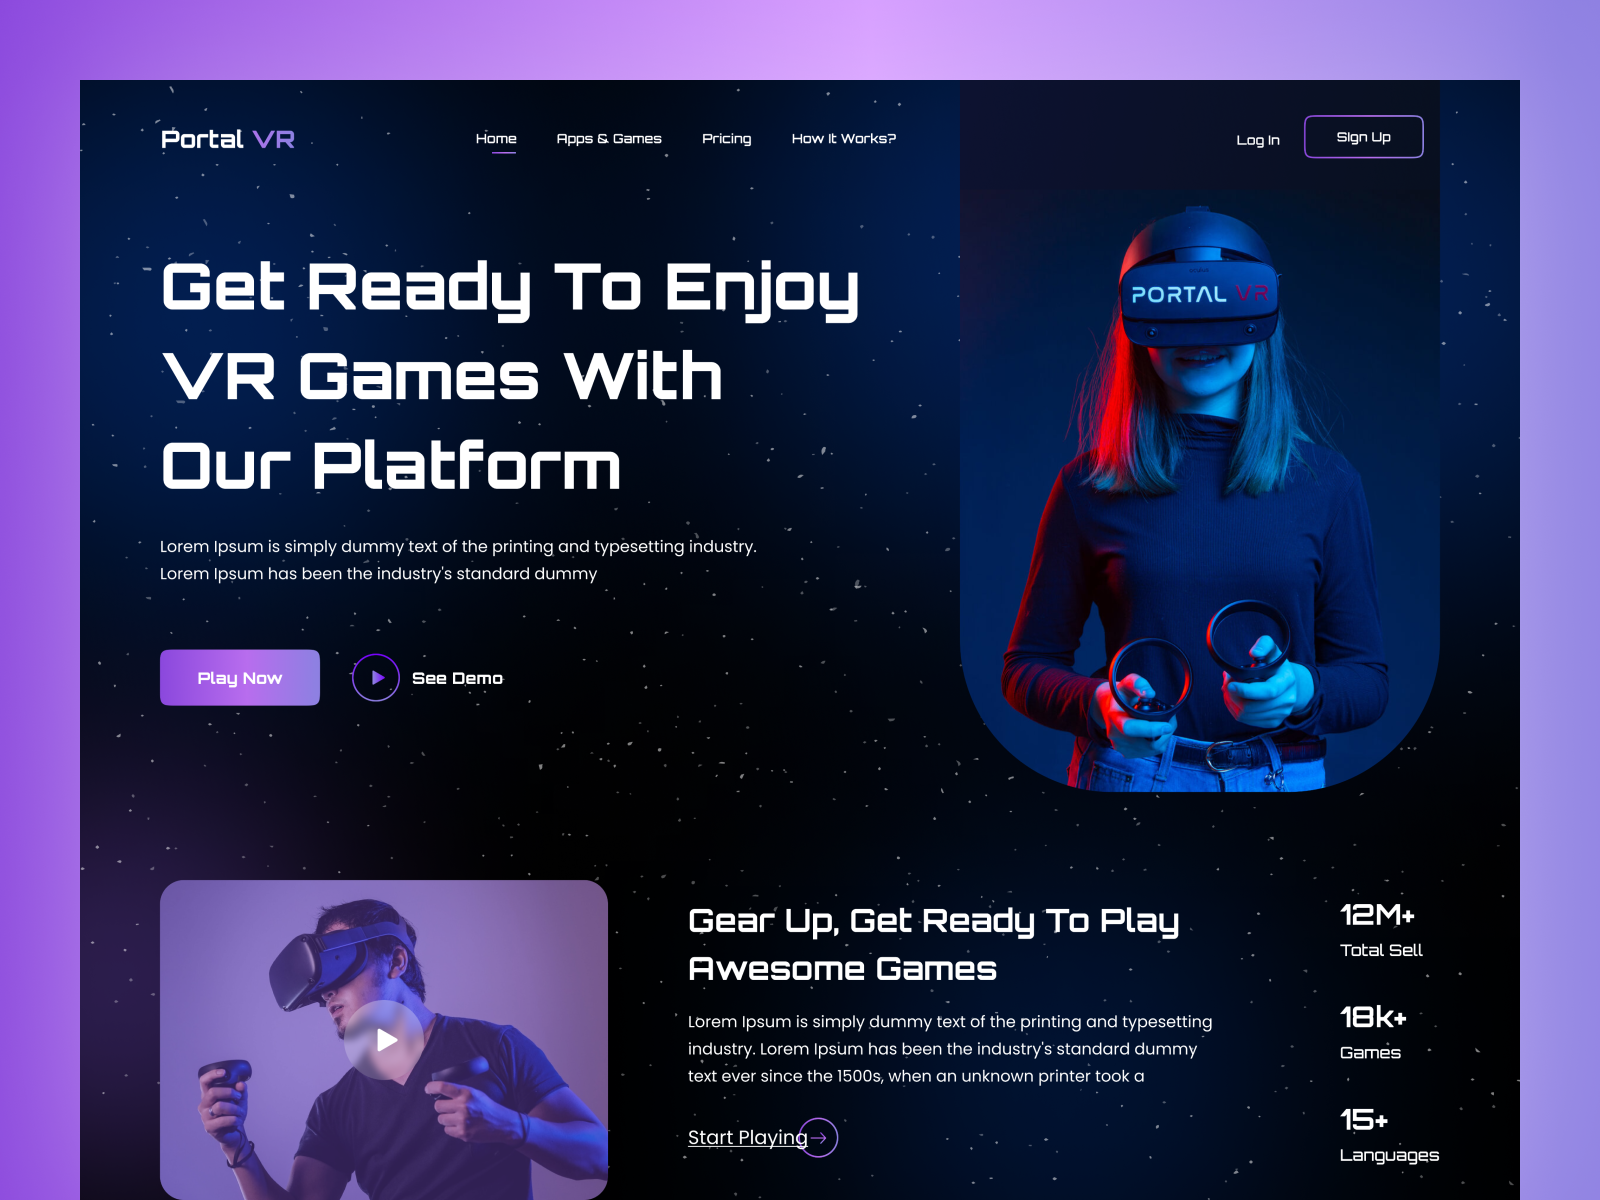 Portal VR
Home
Apps & Games
Pricing
How It Works?
Log In
Sign Up
Get Ready To Enjoy
VR Games With
Our Platform
PORTAL VR
Lorem Ipsum is simply dummy text of the printing and typesetting industry.
Lorem Ipsum has been the industry's standard dummy
Play Now
See Demo
Gear Up, Get Ready To Play
Awesome Games
Lorem Ipsum is simply dummy text of the printing and typesetting
industry. Lorem Ipsum has been the industry's standard dummy
text ever since the 1500s, when an unknown printer took a
Start Playing
12M+
Total Sell
18k+
Games
15+
Languages